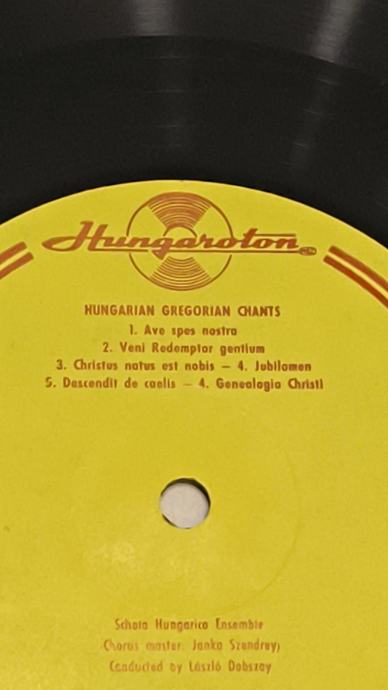 Hungaroton
HUNGARIAN GREGORIAN CHANTS
1. Ave spes nostra
2. Veni Redemptor gentium
3. Christus natus est nobis – 4. Jubilamen
5. Descendit de caelis – 4. Genealogia Christi
Schola Hungarica Ensemble
Chorus master: Janka Szendrey)
Conducted by László Dobszay